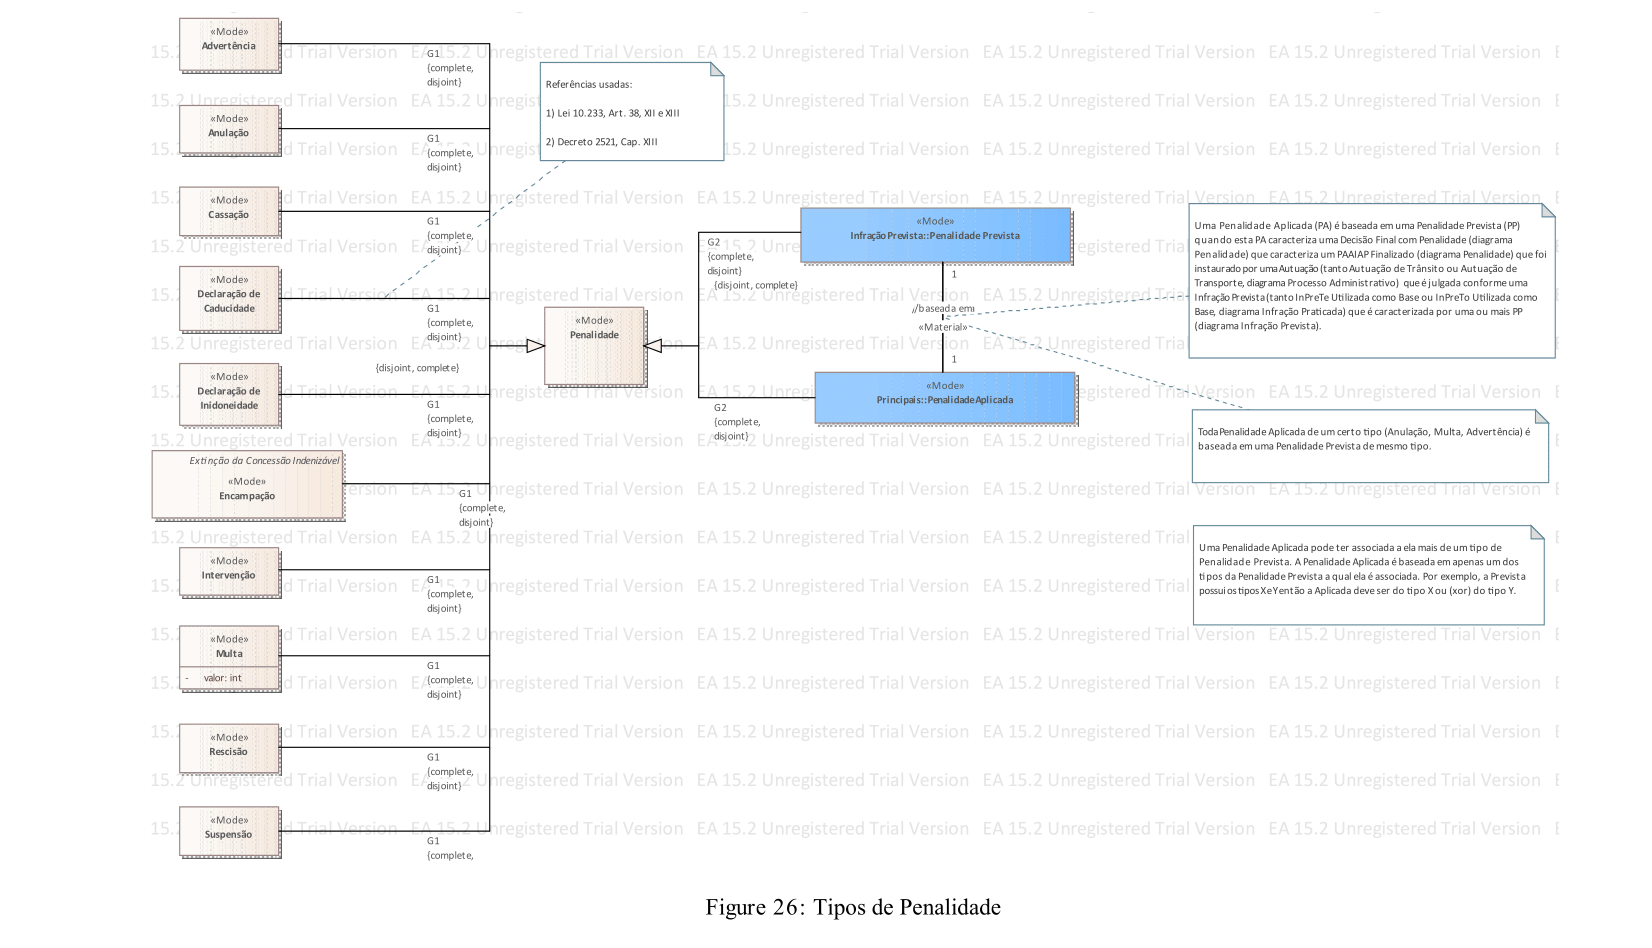 «Mode»
Advertência
G1
{complete,
disjoint}
«Mode»
Anulação
G1
{complete,
disjoint}
«Mode»
Cassação
G1
{complete,
disjoint}
«Mode»
Declaração de
Caducidade
G1
{complete,
disjoint}
{disjoint, complete}
«Mode»
Declaração de
Inidoneidade
G1
{complete,
disjoint}
Extinção da Concessão Indenizável
«Mode»
Encampação
G1
{complete,
disjoint}
«Mode»
Intervenção
G1
{complete,
disjoint}
«Mode»
Multa
- valor: int
G1
{complete,
disjoint}
«Mode»
Rescisão
G1
{complete,
disjoint}
«Mode»
Suspensão
G1
{complete,
Referências usadas:
1) Lei 10.233, Art. 38, XII e XIII
2) Decreto 2521, Cap. XIII
«Mode»
Penalidade
«Mode»
Infração Prevista::Penalidade Prevista
G2
{complete,
disjoint}
{disjoint, complete}
1
//baseada em
«Material»
1
«Mode»
Principais::Penalidade Aplicada
G2
{complete,
disjoint}
Uma Penalidade Aplicada (PA) é baseada em uma Penalidade Prevista (PP)
quando esta PA caracteriza uma Decisão Final com Penalidade (diagrama
Penalidade) que caracteriza um PAAIAP Finalizado (diagrama Penalidade) que foi
instaurado por uma Autuação (tanto Autuação de Trânsito ou Autuação de
Transporte, diagrama Processo Administrativo) que é julgada conforme uma
Infração Prevista (tanto InPreTe Utilizada como Base ou InPreTo Utilizada como
Base, diagrama Infração Praticada) que é caracterizada por uma ou mais PP
(diagrama Infração Prevista).
Toda Penalidade Aplicada de um certo tipo (Anulação, Multa, Advertência) é
baseada em uma Penalidade Prevista de mesmo tipo.
Uma Penalidade Aplicada pode ter associada a ela mais de um tipo de
Penalidade Prevista. A Penalidade Aplicada é baseada em apenas um dos
tipos da Penalidade Prevista a qual ela é associada. Por exemplo, a Prevista
possui os tipos X e Y então a Aplicada deve ser do tipo X ou (xor) do tipo Y.
EA 15.2 Unregistered Trial Version
Figure 26: Tipos de Penalidade